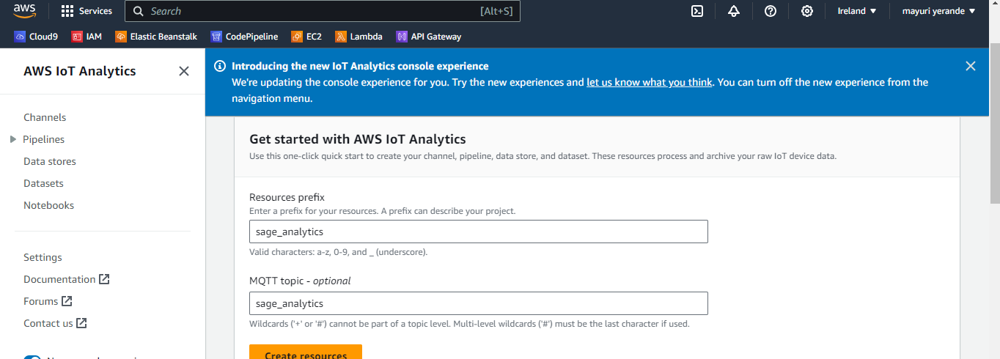 aws Services Search [Alt+S] Ireland ▼ mayuri yerande ▼
Cloud9 IAM Elastic Beanstalk CodePipeline EC2 Lambda API Gateway
AWS IoT Analytics
Channels
Pipelines
Data stores
Datasets
Notebooks
Settings
Documentation
Forums
Contact us
Introducing the new IoT Analytics console experience
We're updating the console experience for you. Try the new experiences and let us know what you think. You can turn off the new experience from the
navigation menu.
Get started with AWS IoT Analytics
Use this one-click quick start to create your channel, pipeline, data store, and dataset. These resources process and archive your raw IoT device data.
Resources prefix
Enter a prefix for your resources. A prefix can describe your project.
sage_analytics
Valid characters: a-z, 0-9, and _ (underscore).
MQTT topic - optional
sage_analytics
Wildcards ('+' or '#') cannot be part of a topic level. Multi-level wildcards ('#') must be the last character if used.
Create resources